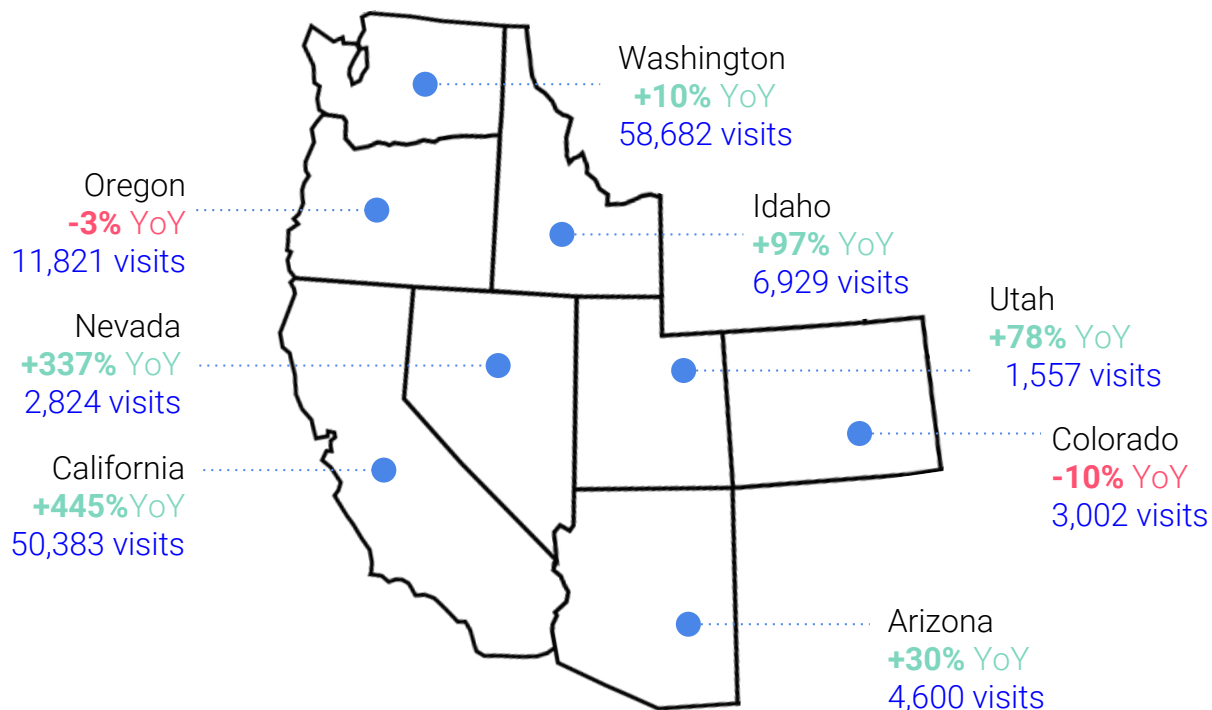 Washington
+10% YoY
58,682 visits
Oregon
-3% YoY
11,821 visits
Idaho
+97% YoY
6,929 visits
Utah
+78% YoY
1,557 visits
Nevada
+337% YoY
2,824 visits
Colorado
-10% YoY
3,002 visits
California
+445%YoY
50,383 visits
Arizona
+30% YoY
4,600 visits